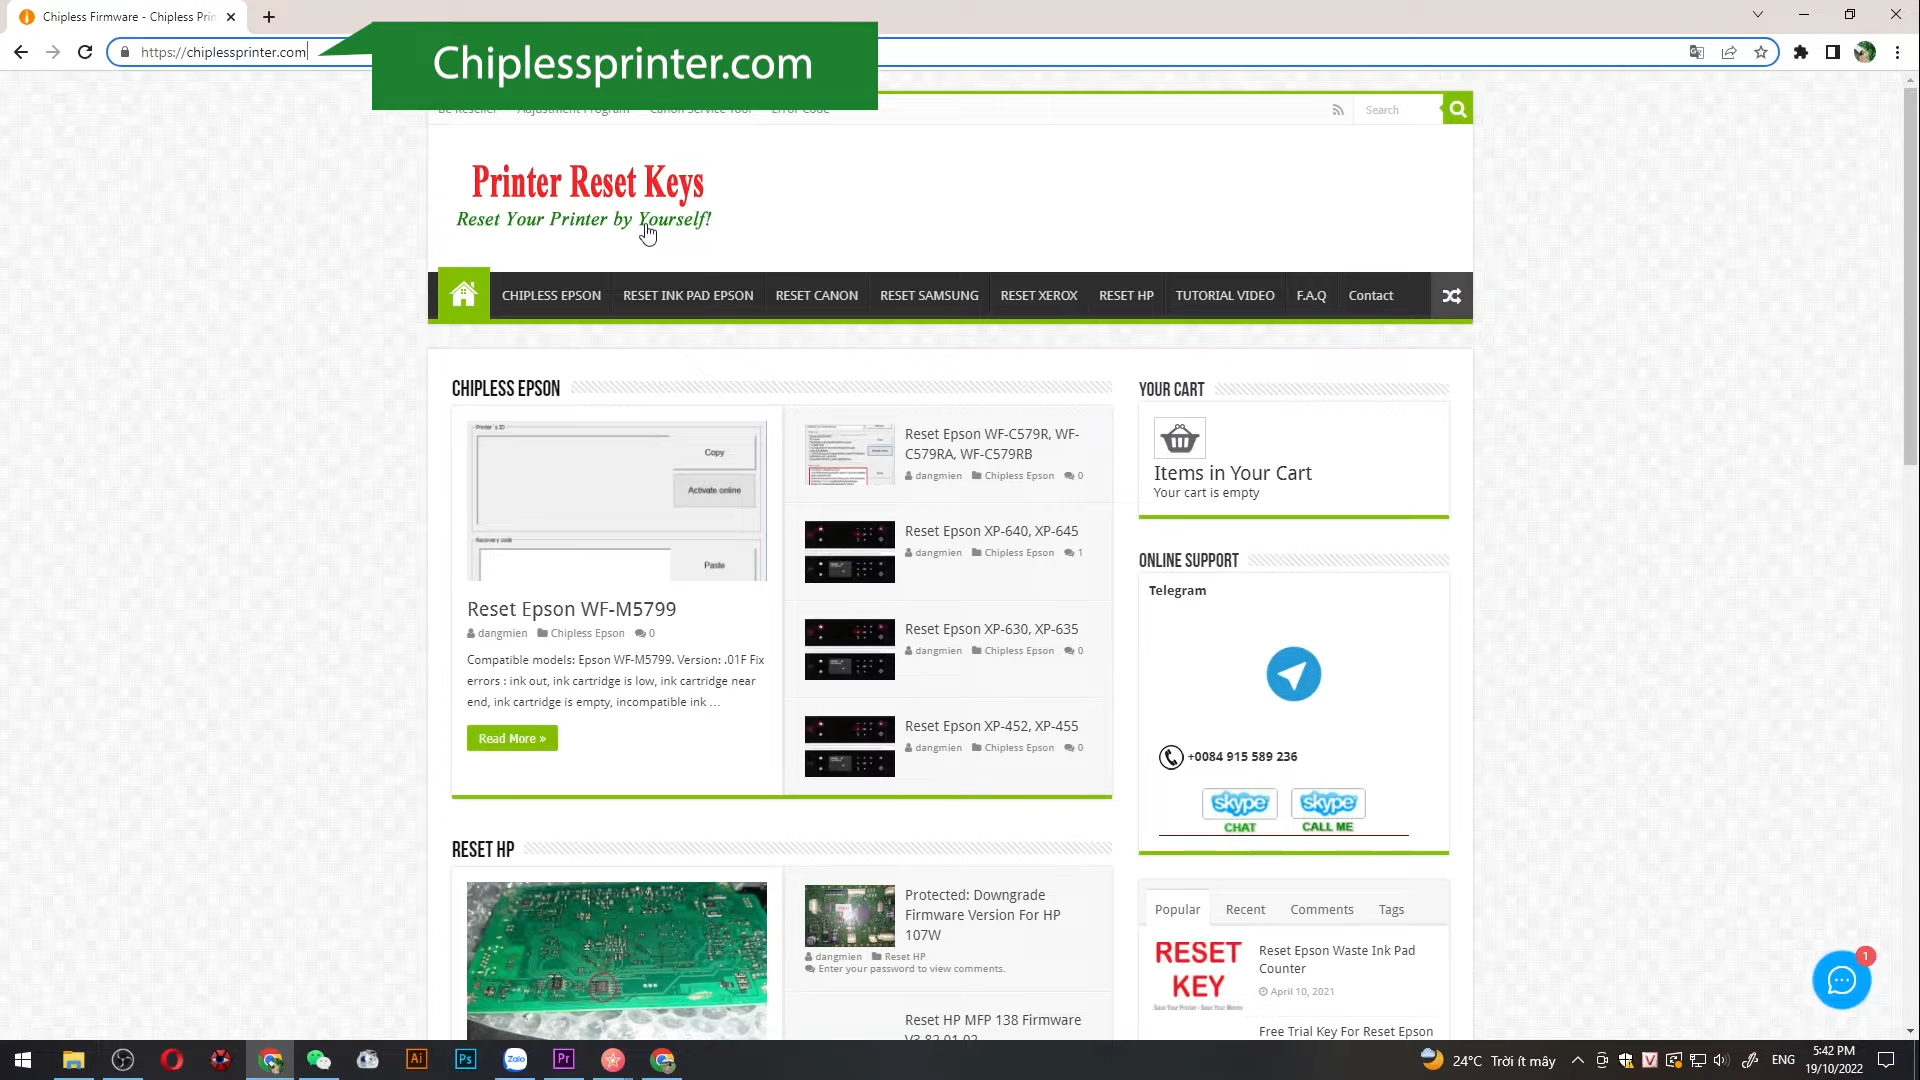 Chipless Firmware - Chipless Prin
https://chiplessprinter.com
Chiplessprinter.com
Be Reseller
Adjustment Program
Canon Service Tool
Error Code
Search
Printer Reset Keys
Reset Your Printer by Yourself!
CHIPLESS EPSON
RESET INK PAD EPSON
RESET CANON
RESET SAMSUNG
RESET XEROX
RESET HP
TUTORIAL VIDEO
F.A.Q
Contact
CHIPLESS EPSON
Printer's ID
Copy
Activate online
Recovery code
Paste
Reset Epson WF-M5799
dangmien Chipless Epson 0
Compatible models: Epson WF-M5799. Version: .01F Fix
errors : ink out, ink cartridge is low, ink cartridge near
end, ink cartridge is empty, incompatible ink …
Read More »
Reset Epson WF-C579R, WF-
C579RA, WF-C579RB
dangmien Chipless Epson 0
Reset Epson XP-640, XP-645
dangmien Chipless Epson 1
Reset Epson XP-630, XP-635
dangmien Chipless Epson 0
Reset Epson XP-452, XP-455
dangmien Chipless Epson 0
YOUR CART
Items in Your Cart
Your cart is empty
ONLINE SUPPORT
Telegram
+0084 915 589 236
skype
CHAT
skype
CALL ME
RESET HP
Protected: Downgrade
Firmware Version For HP
107W
dangmien Reset HP
Enter your password to view comments.
Reset HP MFP 138 Firmware
V3.82.01.02
Popular
Recent
Comments
Tags
RESET
KEY
Save Your Printer - Save Your Money
Reset Epson Waste Ink Pad
Counter
April 10, 2021
Free Trial Key For Reset Epson
1
Ai
Ps
Zalo
Pr
24°C Trời ít mây
V
ENG
5:42 PM
19/10/2022